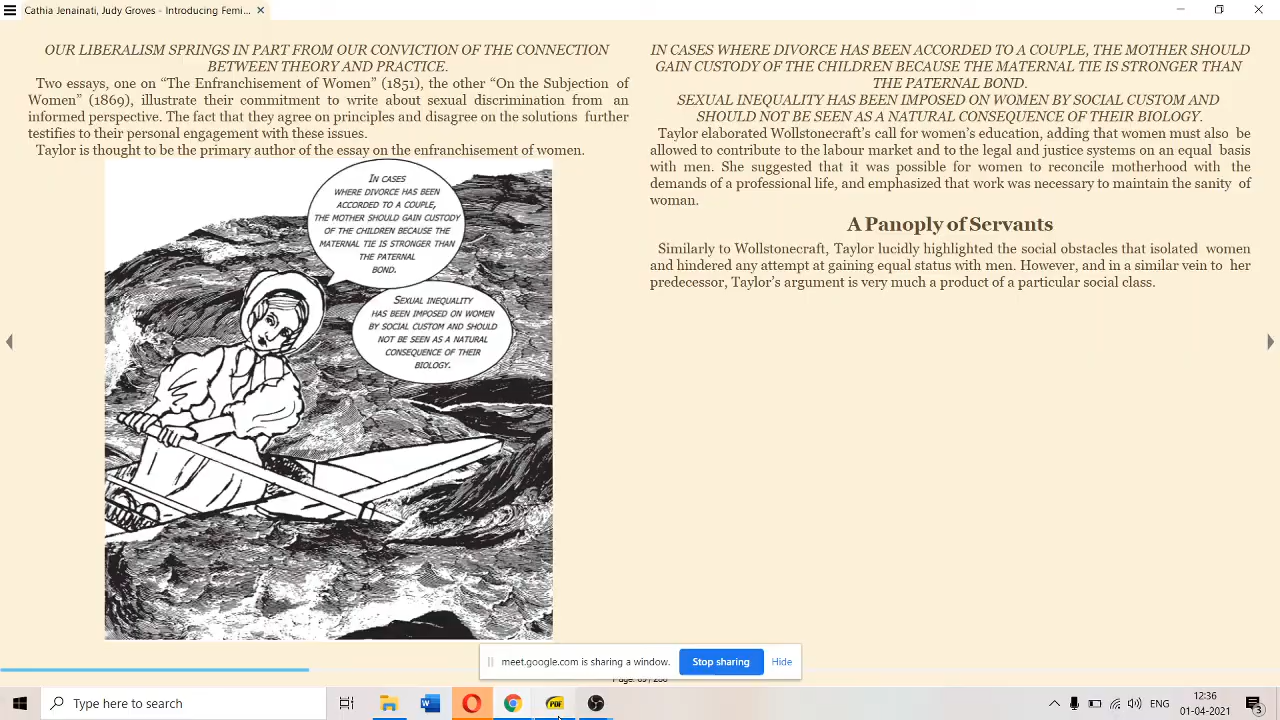 Cathia Jenainati, Judy Groves - Introducing Femi...
OUR LIBERALISM SPRINGS IN PART FROM OUR CONVICTION OF THE CONNECTION
BETWEEN THEORY AND PRACTICE.
Two essays, one on “The Enfranchisement of Women” (1851), the other “On the Subjection of
Women” (1869), illustrate their commitment to write about sexual discrimination from an
informed perspective. The fact that they agree on principles and disagree on the solutions further
testifies to their personal engagement with these issues.
Taylor is thought to be the primary author of the essay on the enfranchisement of women.
IN CASES
WHERE DIVORCE HAS BEEN
ACCORDED TO A COUPLE,
THE MOTHER SHOULD GAIN CUSTODY
OF THE CHILDREN BECAUSE THE
MATERNAL TIE IS STRONGER THAN
THE PATERNAL
BOND.
SEXUAL INEQUALITY
HAS BEEN IMPOSED ON WOMEN
BY SOCIAL CUSTOM AND SHOULD
NOT BE SEEN AS A NATURAL
CONSEQUENCE OF THEIR
BIOLOGY.
IN CASES WHERE DIVORCE HAS BEEN ACCORDED TO A COUPLE, THE MOTHER SHOULD
GAIN CUSTODY OF THE CHILDREN BECAUSE THE MATERNAL TIE IS STRONGER THAN
THE PATERNAL BOND.
SEXUAL INEQUALITY HAS BEEN IMPOSED ON WOMEN BY SOCIAL CUSTOM AND
SHOULD NOT BE SEEN AS A NATURAL CONSEQUENCE OF THEIR BIOLOGY.
Taylor elaborated Wollstonecraft’s call for women’s education, adding that women must also be
allowed to contribute to the labour market and to the legal and justice systems on an equal basis
with men. She suggested that it was possible for women to reconcile motherhood with the
demands of a professional life, and emphasized that work was necessary to maintain the sanity of
woman.
A Panoply of Servants
Similarly to Wollstonecraft, Taylor lucidly highlighted the social obstacles that isolated women
and hindered any attempt at gaining equal status with men. However, and in a similar vein to her
predecessor, Taylor’s argument is very much a product of a particular social class.
meet.google.com is sharing a window.
Stop sharing
Hide
Type here to search
W
PDF
ENG
12:36
01-04-2021
3